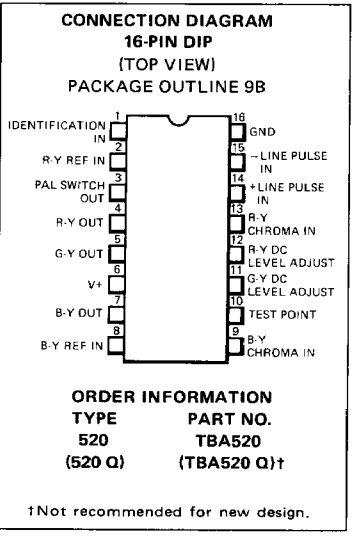 CONNECTION DIAGRAM
16-PIN DIP
(TOP VIEW)
PACKAGE OUTLINE 9B
1
IDENTIFICATION
IN
2
R-Y REF IN
3
PAL SWITCH
OUT
4
R-Y OUT
5
G-Y OUT
6
V+
7
B-Y OUT
8
B-Y REF IN
16
GND
15
-LINE PULSE
IN
14
+LINE PULSE
IN
13
R-Y
CHROMA IN
12
R-Y DC
LEVEL ADJUST
11
G-Y DC
LEVEL ADJUST
10
TEST POINT
9
B-Y
CHROMA IN
ORDER INFORMATION
TYPE PART NO.
520 TBA520
(520 Q) (TBA520 Q)†
†Not recommended for new design.